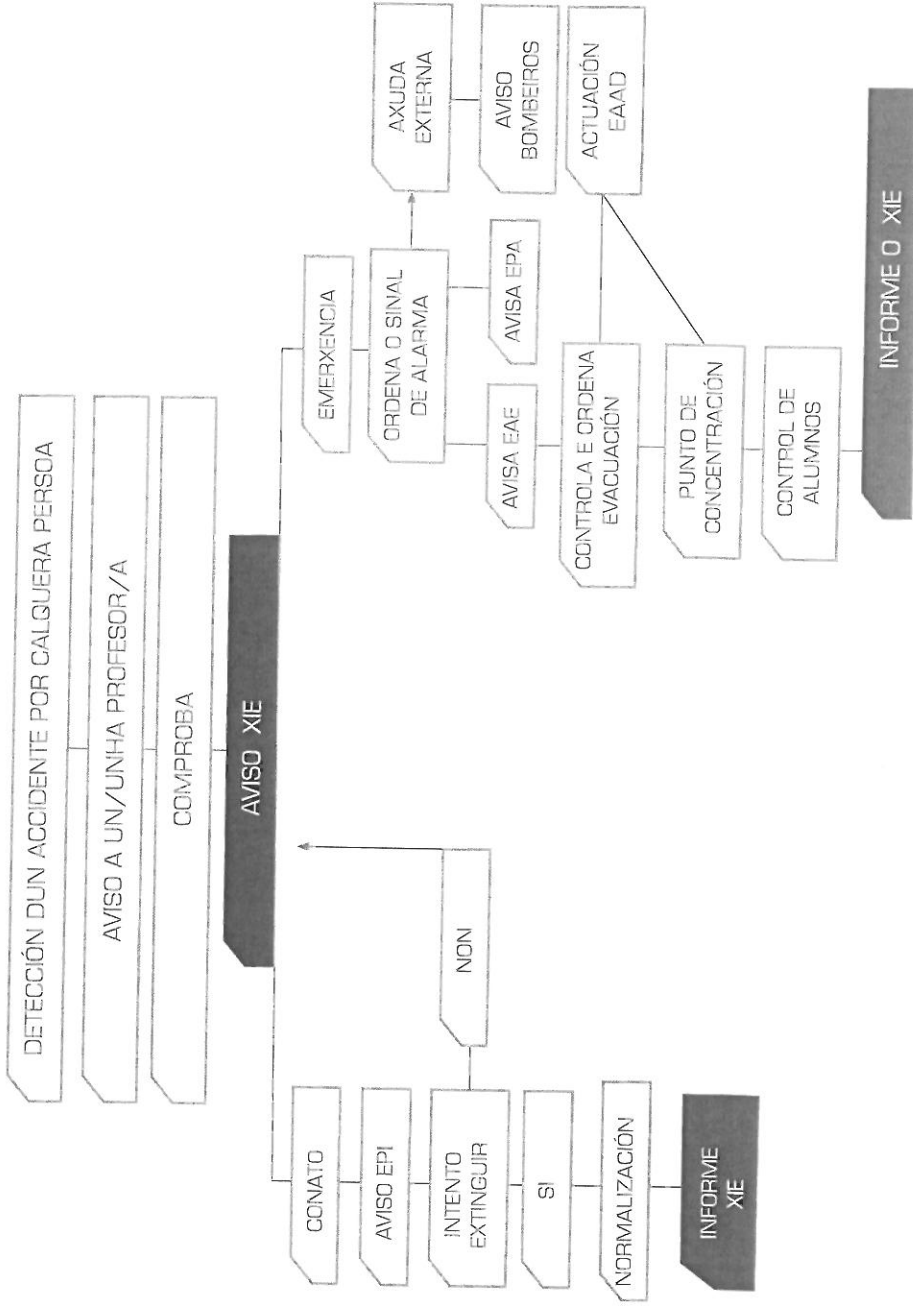 DETECCIÓN DUN ACCIDENTE POR CALQUERA PERSOA
AVISO A UN/UNHA PROFESOR/A
COMPROBA
AVISO XIE
CONATO
AVISO EPI
INTENTO
EXTINGUIR
NON
SI
NORMALIZACIÓN
INFORME
XIE
EMERXENCIA
ORDENA O SINAL
DE ALARMA
AXUDA
EXTERNA
AVISO
BOMBEIROS
AVISA EAE
AVISA EPA
CONTROLA E ORDENA
EVACUACIÓN
ACTUACIÓN
EAAD
PUNTO DE
CONCENTRACIÓN
CONTROL DE
ALUMNOS
INFORME O XIE